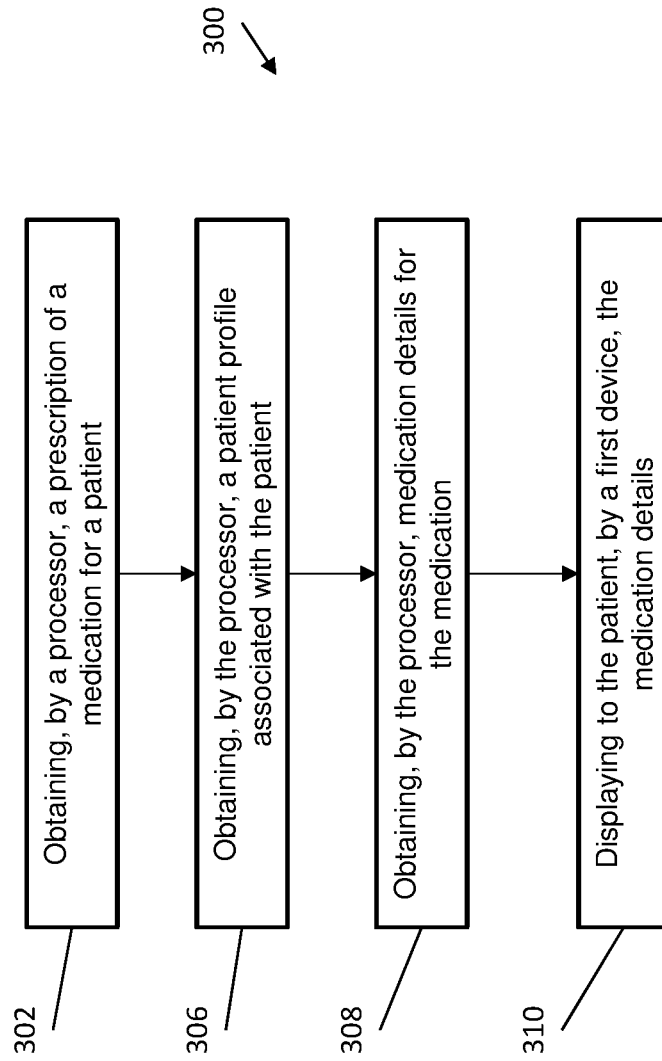 300
302
Obtaining, by a processor, a prescription of a
medication for a patient
306
Obtaining, by the processor, a patient profile
associated with the patient
308
Obtaining, by the processor, medication details for
the medication
310
Displaying to the patient, by a first device, the
medication details